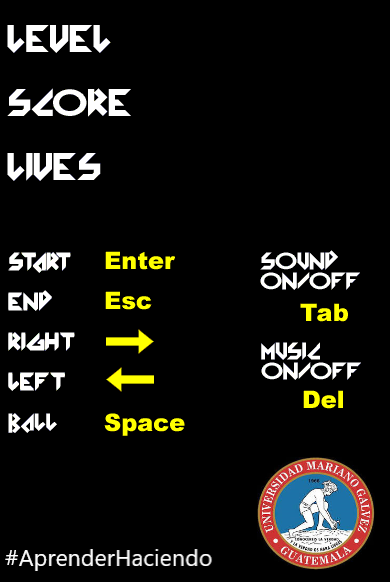 LEVEL
SCORE
LIVES
START Enter
END Esc
RIGHT →
LEFT ←
BALL Space
SOUND
ON/OFF
Tab
MUSIC
ON/OFF
Del
UNIVERSIDAD MARIANO GALVEZ
1966
GUATEMALA
#AprenderHaciendo